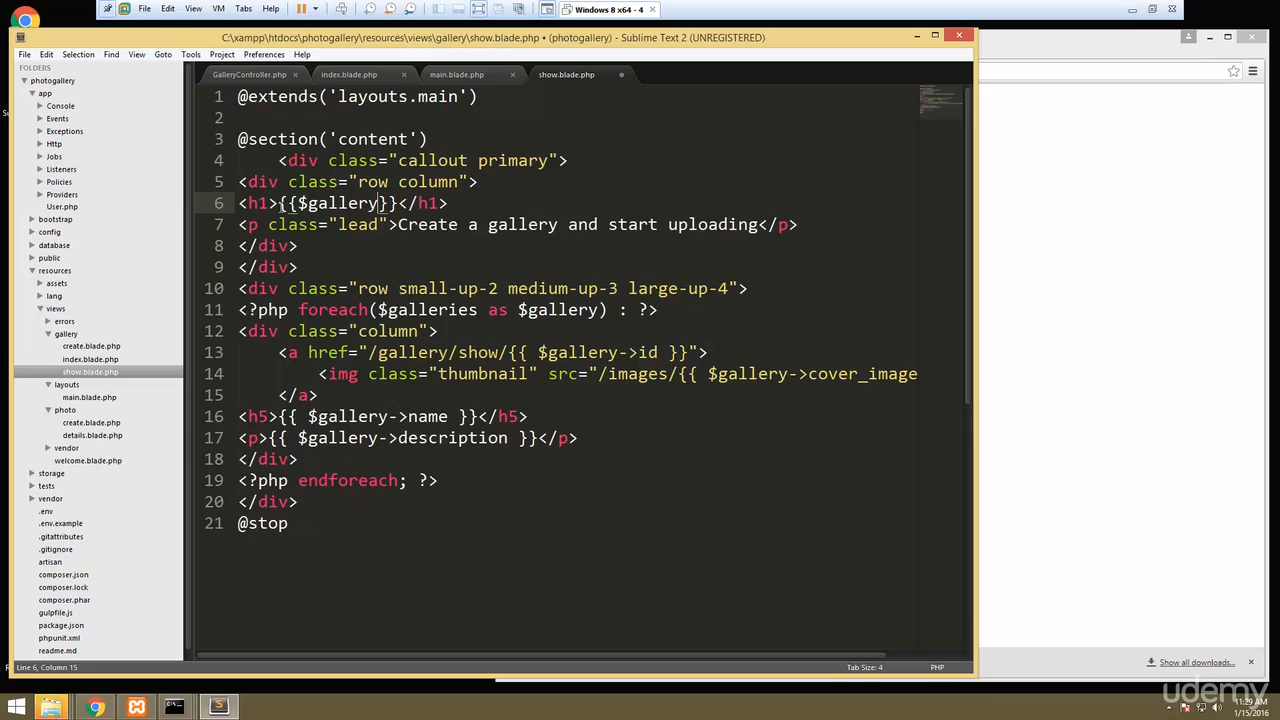 File Edit View VM Tabs Help
Windows 8 x64 - 4
C:\xampp\htdocs\photogallery\resources\views\gallery\show.blade.php • (photogallery) - Sublime Text 2 (UNREGISTERED)
File Edit Selection Find View Goto Tools Project Preferences Help
FOLDERS
photogallery
app
Console
Events
Exceptions
Http
Jobs
Listeners
Policies
Providers
User.php
bootstrap
config
database
public
resources
assets
lang
views
errors
gallery
create.blade.php
index.blade.php
show.blade.php
layouts
main.blade.php
photo
create.blade.php
details.blade.php
vendor
welcome.blade.php
storage
tests
vendor
.env
.env.example
.gitattributes
.gitignore
artisan
composer.json
composer.lock
composer.phar
gulpfile.js
package.json
phpunit.xml
readme.md
GalleryController.php index.blade.php main.blade.php show.blade.php
1 @extends('layouts.main')
2
3 @section('content')
4 <div class="callout primary">
5 <div class="row column">
6 <h1>{{$gallery}}</h1>
7 <p class="lead">Create a gallery and start uploading</p>
8 </div>
9 </div>
10 <div class="row small-up-2 medium-up-3 large-up-4">
11 <?php foreach($galleries as $gallery) : ?>
12 <div class="column">
13 <a href="/gallery/show/{{ $gallery->id }}">
14 <img class="thumbnail" src="/images/{{ $gallery->cover_image
15 </a>
16 <h5>{{ $gallery->name }}</h5>
17 <p>{{ $gallery->description }}</p>
18 </div>
19 <?php endforeach; ?>
20 </div>
21 @stop
Line 6, Column 15
Tab Size: 4
PHP
Show all downloads...
udemy
11:29 AM
1/15/2016